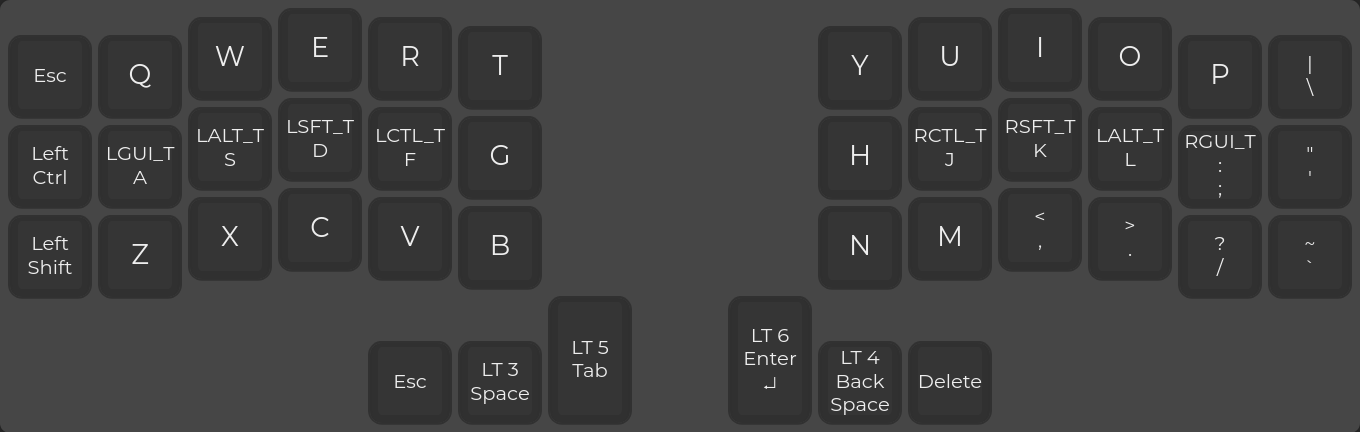 Esc
Q
W
E
R
T
Y
U
I
O
P
|
\
Left
Ctrl
LGUI_T
A
LALT_T
S
LSFT_T
D
LCTL_T
F
G
H
RCTL_T
J
RSFT_T
K
LALT_T
L
RGUI_T
:
;
"
'
Left
Shift
Z
X
C
V
B
N
M
<
,
>
.
?
/
~
`
Esc
LT 3
Space
LT 5
Tab
LT 6
Enter
⏎
LT 4
Back
Space
Delete